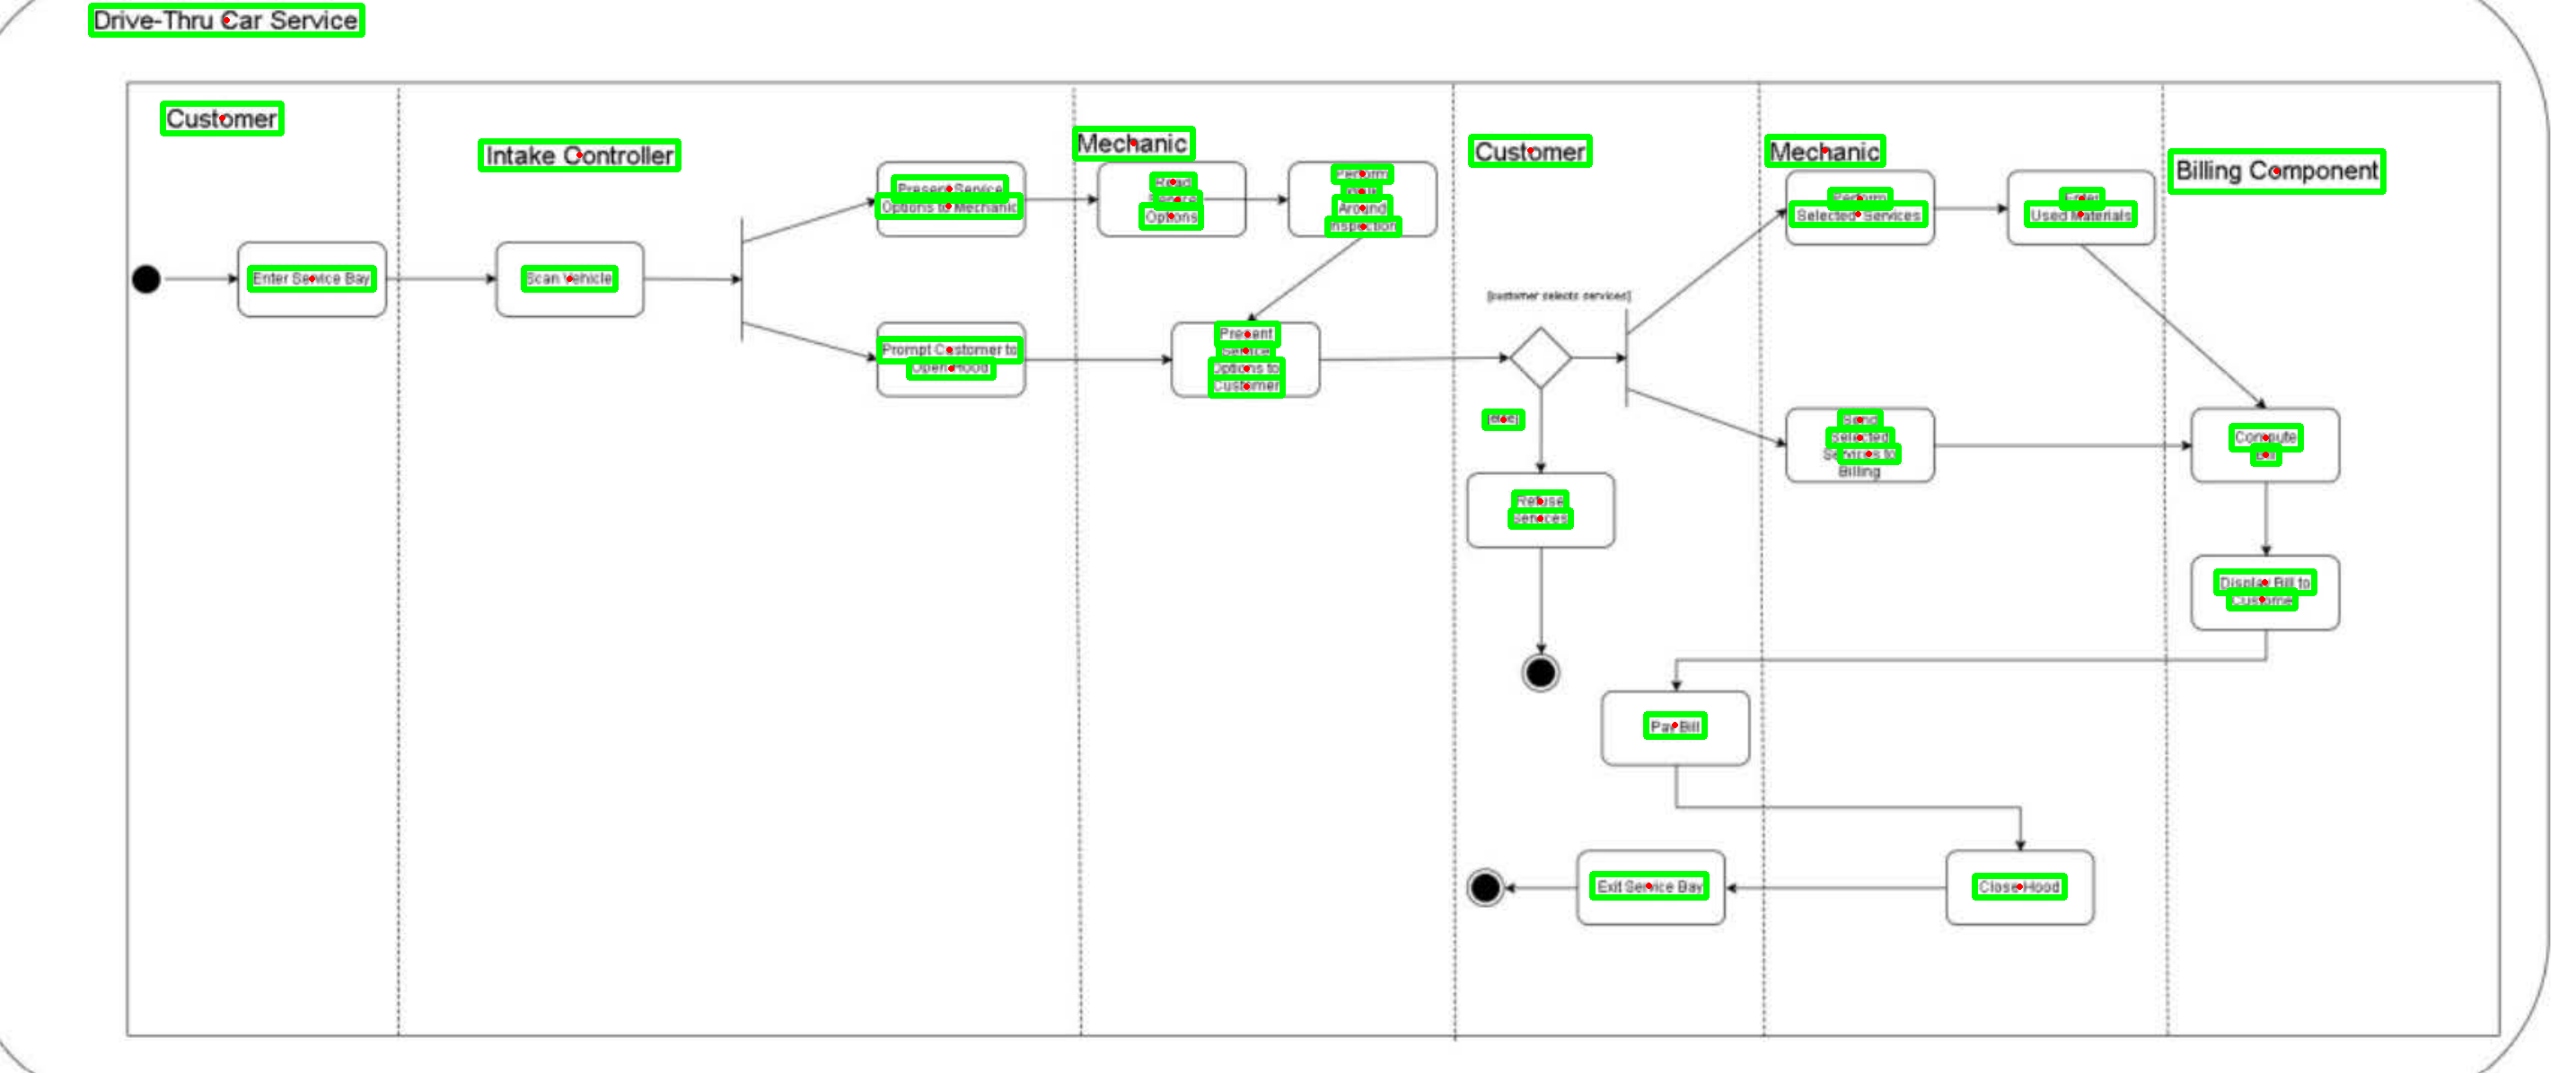 Drive-Thru Car Service
Customer
Intake Controller
Mechanic
Customer
Mechanic
Billing Component
Enter Service Bay
Scan Vehicle
Present Service
Options to Mechanic
Prompt Customer to
Open Hood
Read
Service
Options
Perform
Around
Inspection
Present
Service
Options to
Customer
[customer selects services]
[else]
Refuse
Services
Perform
Selected Services
Enter
Used Materials
Send
Selected
Services to
Billing
Compute
Bill
Display Bill to
Customer
Pay Bill
Close Hood
Exit Service Bay